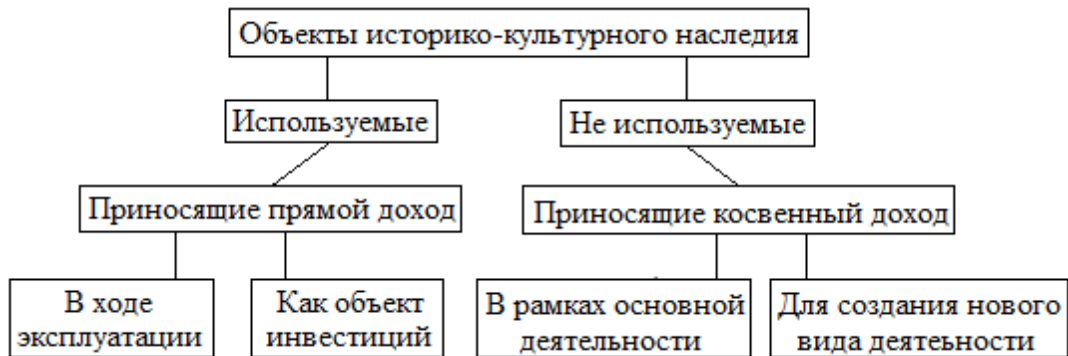 Объекты историко-культурного наследия
Используемые
Не используемые
Приносящие прямой доход
Приносящие косвенный доход
В ходе
эксплуатации
Как объект
инвестиций
В рамках основной
деятельности
Для создания нового
вида деятеьности